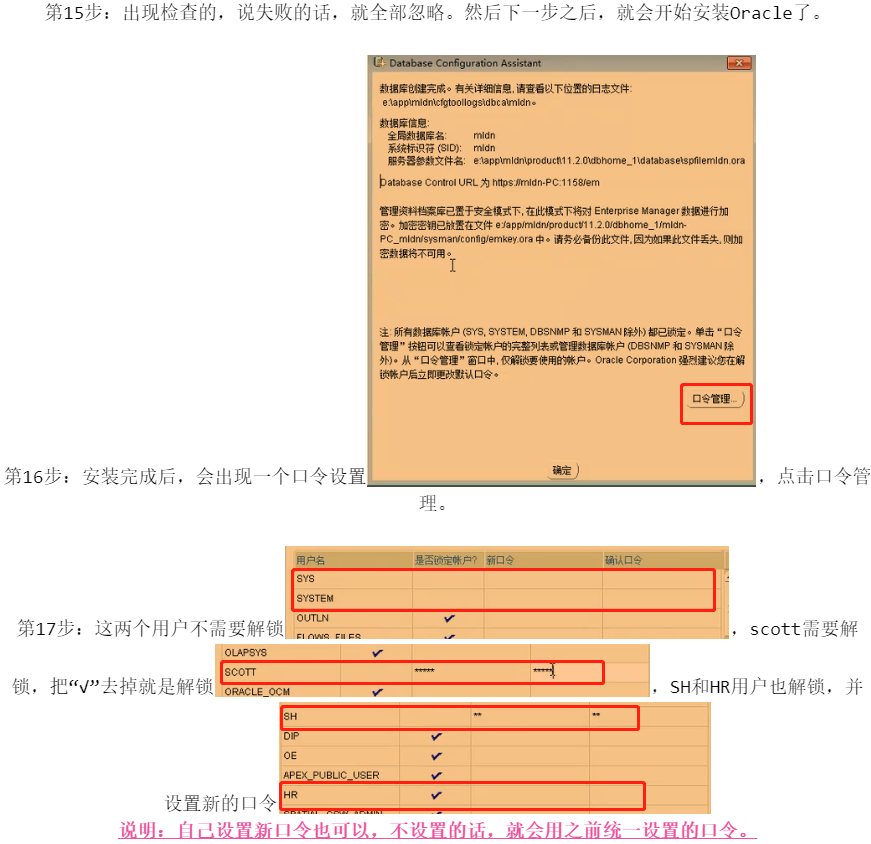 第15步：出现检查的，说失败的话，就全部忽略。然后下一步之后，就会开始安装Oracle了。
Database Configuration Assistant
数据库创建完成。有关详细信息,请查看以下位置的日志文件:
e:\app\mldn\cfgtoollogs\dbca\mldn。
数据库信息:
全局数据库名: mldn
系统标识符 (SID): mldn
服务器参数文件名: e:\app\mldn\product\11.2.0\dbhome_1\database\spfilemldn.ora
Database Control URL 为 https://mldn-PC:1158/em
管理资料档案库已置于安全模式下,在此模式下将对 Enterprise Manager 数据进行加
密。加密密钥已放置在文件 e:/app/mldn/product/11.2.0/dbhome_1/mldn-
PC_mldn/sysman/config/emkey.ora 中。请务必备份此文件,因为如果此文件丢失,则加
密数据将不可用。
注: 所有数据库帐户 (SYS, SYSTEM, DBSNMP 和 SYSMAN 除外) 都已锁定。单击“口令
管理”按钮可以查看锁定帐户的完整列表或管理数据库帐户 (DBSNMP 和 SYSMAN 除
外)。从“口令管理”窗口中,仅解锁要使用的帐户。Oracle Corporation 强烈建议您在解
锁帐户后立即更改默认口令。
口令管理...
确定
第16步：安装完成后，会出现一个口令设置，点击口令管
理。
用户名 是否锁定帐户? 新口令 确认口令
SYS
SYSTEM
OUTLN ✔
FLOWS_FILES ✔
第17步：这两个用户不需要解锁，scott需要解
OLAPSYS ✔
SCOTT ***** *****
ORACLE_OCM ✔
锁，把“√”去掉就是解锁，SH和HR用户也解锁，并
SH ** **
DIP ✔
OE ✔
APEX_PUBLIC_USER ✔
HR ✔
设置新的口令
说明：自己设置新口令也可以，不设置的话，就会用之前统一设置的口令。